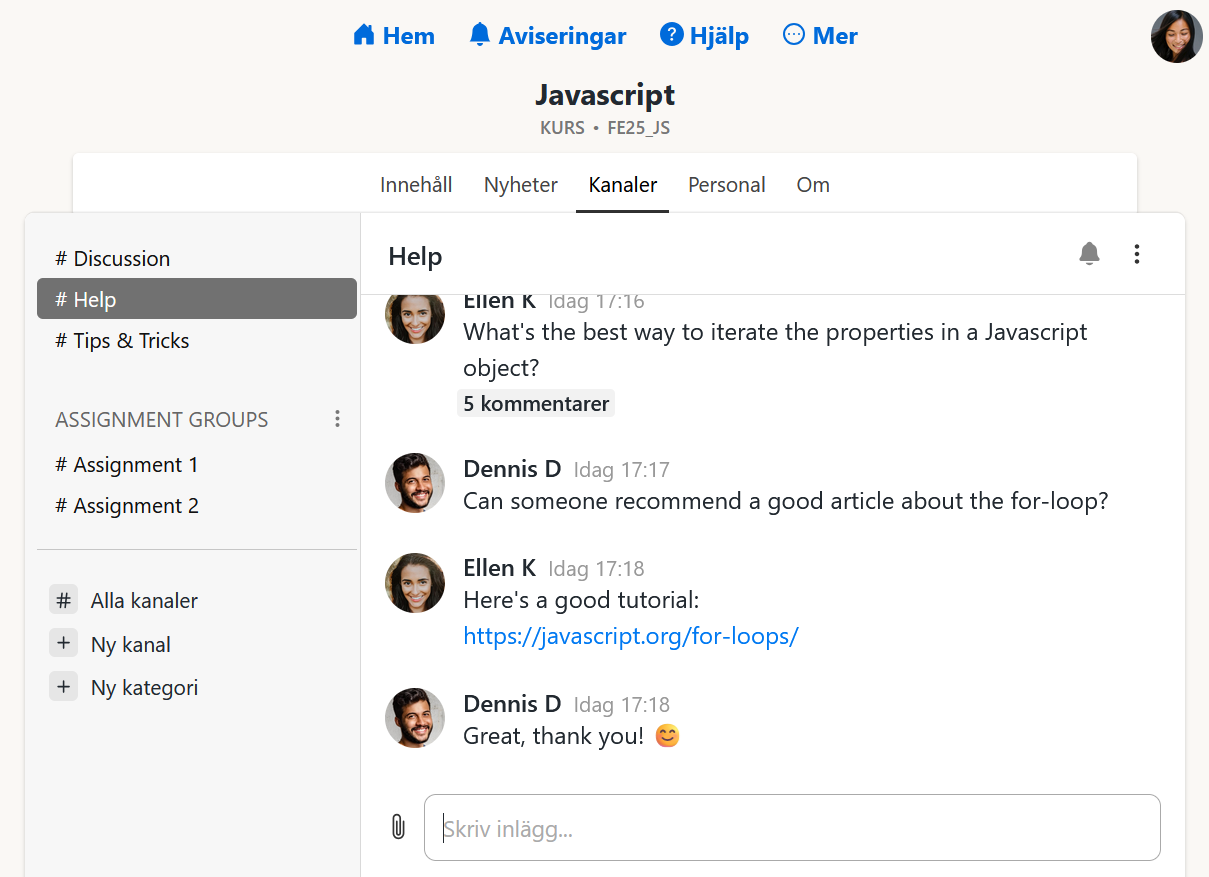 Hem Aviseringar Hjälp Mer
Javascript
KURS • FE25_JS
Innehåll Nyheter Kanaler Personal Om
# Discussion
# Help
# Tips & Tricks
ASSIGNMENT GROUPS
# Assignment 1
# Assignment 2
# Alla kanaler
+ Ny kanal
+ Ny kategori
Help
Ellen K Idag 17:16
What's the best way to iterate the properties in a Javascript
object?
5 kommentarer
Dennis D Idag 17:17
Can someone recommend a good article about the for-loop?
Ellen K Idag 17:18
Here's a good tutorial:
https://javascript.org/for-loops/
Dennis D Idag 17:18
Great, thank you! 😊
Skriv inlägg...